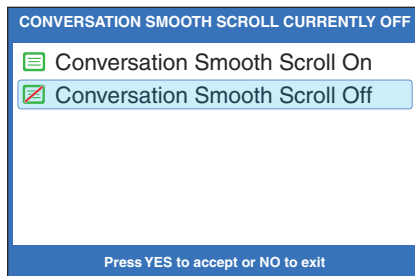 CONVERSATION SMOOTH SCROLL CURRENTLY OFF
Conversation Smooth Scroll On
Conversation Smooth Scroll Off
Press YES to accept or NO to exit